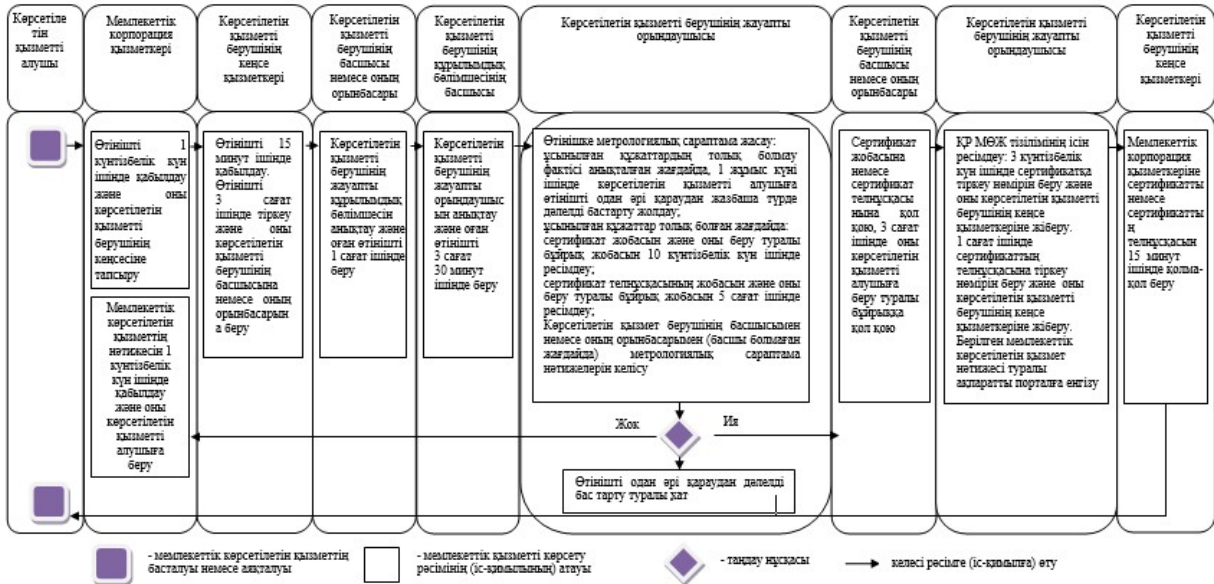 Көрсетіле
тін
қызметті
алушы
Мемлекеттік
корпорация
қызметкері
Көрсетілетін
қызметті
берушінің
кеңсе
қызметкері
Көрсетілетін
қызметті
берушінің
басшысы
немесе оның
орынбасары
Көрсетілетін
қызметті
берушінің
құрылымдық
бөлімшесінің
басшысы
Көрсетілетін қызметті берушінің жауапты
орындаушысы
Көрсетілетін
қызметті
берушінің
басшысы
немесе оның
орынбасары
Көрсетілетін қызметті
берушінің жауапты
орындаушысы
Көрсетілетін
қызметті
берушінің
кеңсе
қызметкері
Өтінішті 1
күнтізбелік күн
ішінде қабылдау
және оны
көрсетілетін
қызметті
берушінің
кеңсесіне
тапсыру
Мемлекеттік
көрсетілетін
қызметтің
нәтижесін 1
күнтізбелік
күн ішінде
қабылдау
және оны
көрсетілетін
қызметті
алушыға
беру
Өтінішті 15
минут ішінде
қабылдау.
Өтінішті
3 сағат
ішінде тіркеу
және оны
көрсетілетін
қызметті
берушінің
басшысына
немесе оның
орынбасарын
а беру
Көрсетілетін
қызметті
берушінің
жауапты
құрылымдық
бөлімшесін
анықтау және
оған өтінішті
1 сағат ішінде
беру
Көрсетілетін
қызметті
берушінің
жауапты
орындаушыс
ын анықтау
және оған
өтінішті
3 сағат
30 минут
ішінде беру
Өтінішке метрологиялық сараптама жасау:
ұсынылған құжаттардың толық болмау
фактісі анықталған жағдайда, 1 жұмыс күні
ішінде көрсетілетін қызметті алушыға
өтінішті одан әрі қараудан жазбаша түрде
дәлелді бастарту жолдау;
ұсынылған құжаттар толық болған жағдайда:
сертификат жобасын және оны беру туралы
бұйрық жобасын 10 күнтізбелік күн ішінде
ресімдеу;
сертификат телнұсқасының жобасын және оны
беру туралы бұйрық жобасын 5 сағат ішінде
ресімдеу;
Көрсетілетін қызмет берушінің басшысымен
немесе оның орынбасарымен (басшы болмаған
жағдайда) метрологиялық сараптама
нәтижелерін келісу
Сертификат
жобасына
немесе
сертификат
телнұсқасы
нына қол
қою, 3 сағат
ішінде оны
көрсетілетін
қызметті
алушыға
беру туралы
бұйрыққа
қол қою
ҚР МӨЖ тізілімінің ісін
ресімдеу: 3 күнтізбелік
күн ішінде сертификатқа
тіркеу нөмірін беру және
оны көрсетілетін қызметті
берушінің кеңсе
қызметкеріне жіберу.
1 сағат ішінде
сертификаттың
телнұсқасына тіркеу
нөмірін беру және оны
көрсетілетін қызметті
берушінің кеңсе
қызметкеріне жіберу.
Берілген мемлекеттік
көрсетілетін қызмет
нәтижесі туралы
ақпаратты порталға енгізу
Мемлекеттік
корпорация
қызметкеріне
сертификатты
немесе
сертификатты
ң телнұсқасын
15 минут
ішінде қолма-
қол беру
Жоқ
Ия
Өтінішті одан әрі қараудан дәлелді
бас тарту туралы хат
- мемлекеттік көрсетілетін қызметтің
басталуы немесе аяқталуы
- мемлекеттік қызметті көрсету
рәсімінің (іс-қимылының) атауы
- таңдау нұсқасы
келесі рәсімге (іс-қимылға) өту